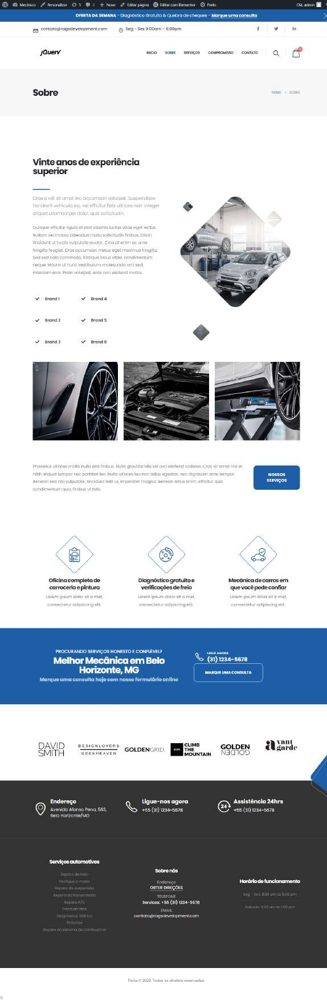 Mecânico Personalizar 5 0 Novo Editar página Editar com Elementor Porto Olá, admin
OFERTA DA SEMANA - Diagnóstico Gratuito & Quebra de cheques - Marque uma consulta
contato@ragsdevelopment.com Seg - Sex 9:00am - 6:00pm
jQuery INICIO SOBRE SERVIÇOS COMPROMISSO CONTATO 0
Sobre HOME SOBRE
Vinte anos de experiência
superior
Cras a elit sit amet leo accumsan volutpat. Suspendisse
hendrerit vehicula leo, vel efficitur felis ultrices non. Integer
aliquet ullamcorper dolor, quis sollicitudin.
Quisque efficitur ligula at erat lobortis luctus vitae eget lectus.
Nullam vel massa bibendum nulla sollicitudin finibus. Etiam
tincidunt ut turpis vulputate auctor. Cras at enim ac urna
fringilla feugiat. Cras accumsan metus eget maximus fringilla.
Sed sed odio commodo, tristique lacus vitae, condimentum
neque. Mauris ut nunc vestibulum, malesuada orci sed,
interdum eros. Proin volutpat, ante non eleifend mattis.
Brand 1 Brand 4
Brand 2 Brand 5
Brand 3 Brand 6
Phasellus ultrices mollis nulla sed finibus. Nulla gravida felis vel orci eleifend sodales. Cras sit amet nisi et
nibh aliquet tempor nec porttitor leo. Nulla ultrices leo non tellus egestas, nec dignissim ante tempor.
Aenean sed nisi vulputate, tincidunt felis ut, imperdiet magna. Aenean tellus enim, efficitur quis
condimentum quis, finibus ut felis.
NOSSOS
SERVIÇOS
Oficina completa de
carroceria e pintura
Lorem ipsum dolor sit a met,
consectetur adipiscing elit.
Diagnóstico gratuito e
verificações de freio
Lorem ipsum dolor sit a met,
consectetur adipiscing elit.
Mecânica de carros em
que você pode confiar
Lorem ipsum dolor sit a met,
consectetur adipiscing elit.
PROCURANDO SERVIÇOS HONESTO E CONFIÁVEL?
Melhor Mecânica em Belo
Horizonte, MG
Marque uma consulta hoje com nosso formulário online
LIGUE AGORA
(31) 1234-5678
MARQUE UMA CONSULTA
DAVID
SMITH
DESIGNLOVERS
GEEKHEAVEN
GOLDENGRID.
ctm CLIMB
THE
MOUNTAIN
GOLDEN
GOLDEN
avant
garde
Endereço
Avenida Afonso Pena, 563,
Belo Horizonte/MG
Ligue-nos agora
+55 (31) 1234-5678
24
Assistência 24hrs
+55 (31) 1234-5678
Serviços automotivos
Reparo de freio
Verifique o motor
Reparo de suspensão
Reparo da transmissão
Reparo A/C
Troca de óleo
Diagnóstico Elétrico
Sintonize
Reparo do sistema de combustível
Sobre nós
Endereço
OBTER DIREÇÕES
TELEFONE
Services: +55 (31) 1234-5678
EMAIL
contato@ragsdevelopment.com
Horário de funcionamento
Seg - Sex: 8:30 am to 5:00 pm
Sabado: 9:30 am to 1:00 pm
Porto © 2022. Todos os direitos reservados.
0